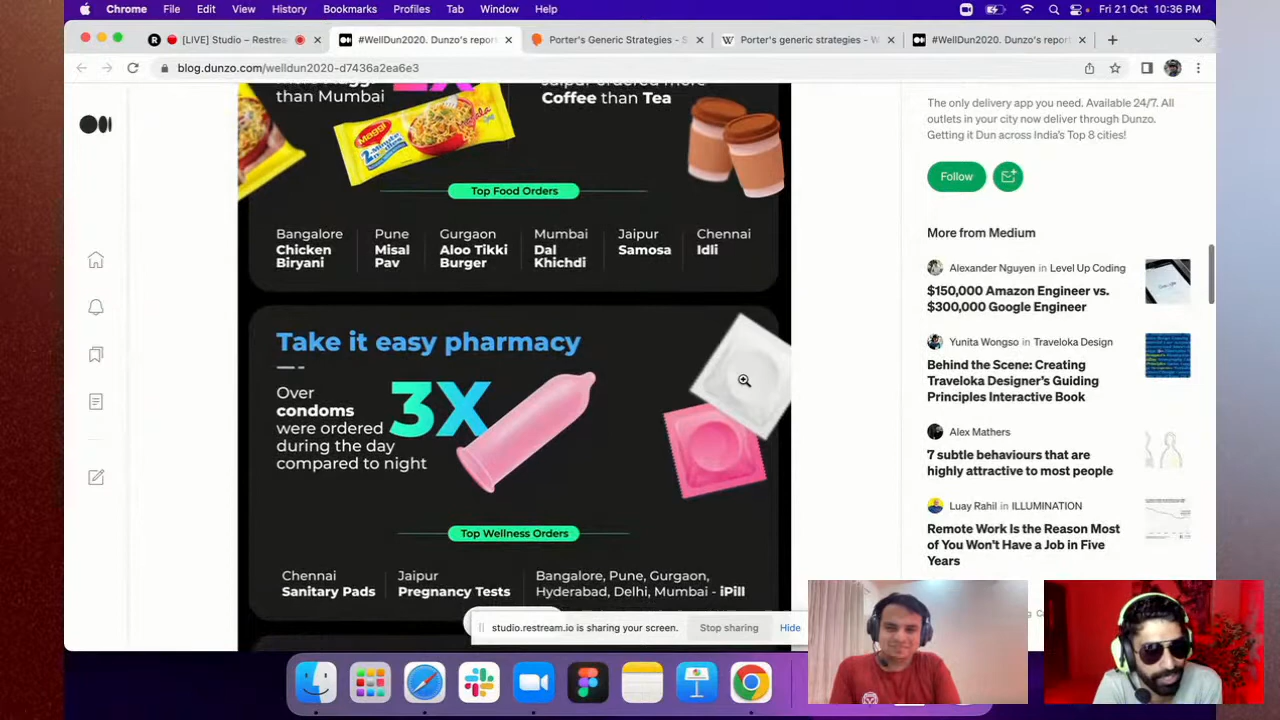 Chrome File Edit View History Bookmarks Profiles Tab Window Help
Fri 21 Oct 10:36 PM
R [LIVE] Studio – Restre
#WellDun2020. Dunzo's repor
Porter's Generic Strategies - S
W Porter's generic strategies - W
#WellDun2020. Dunzo's repor
blog.dunzo.com/welldun2020-d7436a2ea6e3
than Mumbai
Coffee than Tea
Maggi
2-Minute
Top Food Orders
Bangalore
Chicken
Biryani
Pune
Misal
Pav
Gurgaon
Aloo Tikki
Burger
Mumbai
Dal
Khichdi
Jaipur
Samosa
Chennai
Idli
Take it easy pharmacy
Over
condoms
were ordered
during the day
compared to night
3X
Top Wellness Orders
Chennai
Sanitary Pads
Jaipur
Pregnancy Tests
Bangalore, Pune, Gurgaon,
Hyderabad, Delhi, Mumbai - iPill
The only delivery app you need. Available 24/7. All
outlets in your city now deliver through Dunzo.
Getting it Dun across India's Top 8 cities!
Follow
More from Medium
Alexander Nguyen in Level Up Coding
$150,000 Amazon Engineer vs.
$300,000 Google Engineer
Yunita Wongso in Traveloka Design
Behind the Scene: Creating
Traveloka Designer's Guiding
Principles Interactive Book
Alex Mathers
7 subtle behaviours that are
highly attractive to most people
Luay Rahil in ILLUMINATION
Remote Work Is the Reason Most
of You Won't Have a Job in Five
Years
studio.restream.io is sharing your screen.
Stop sharing
Hide